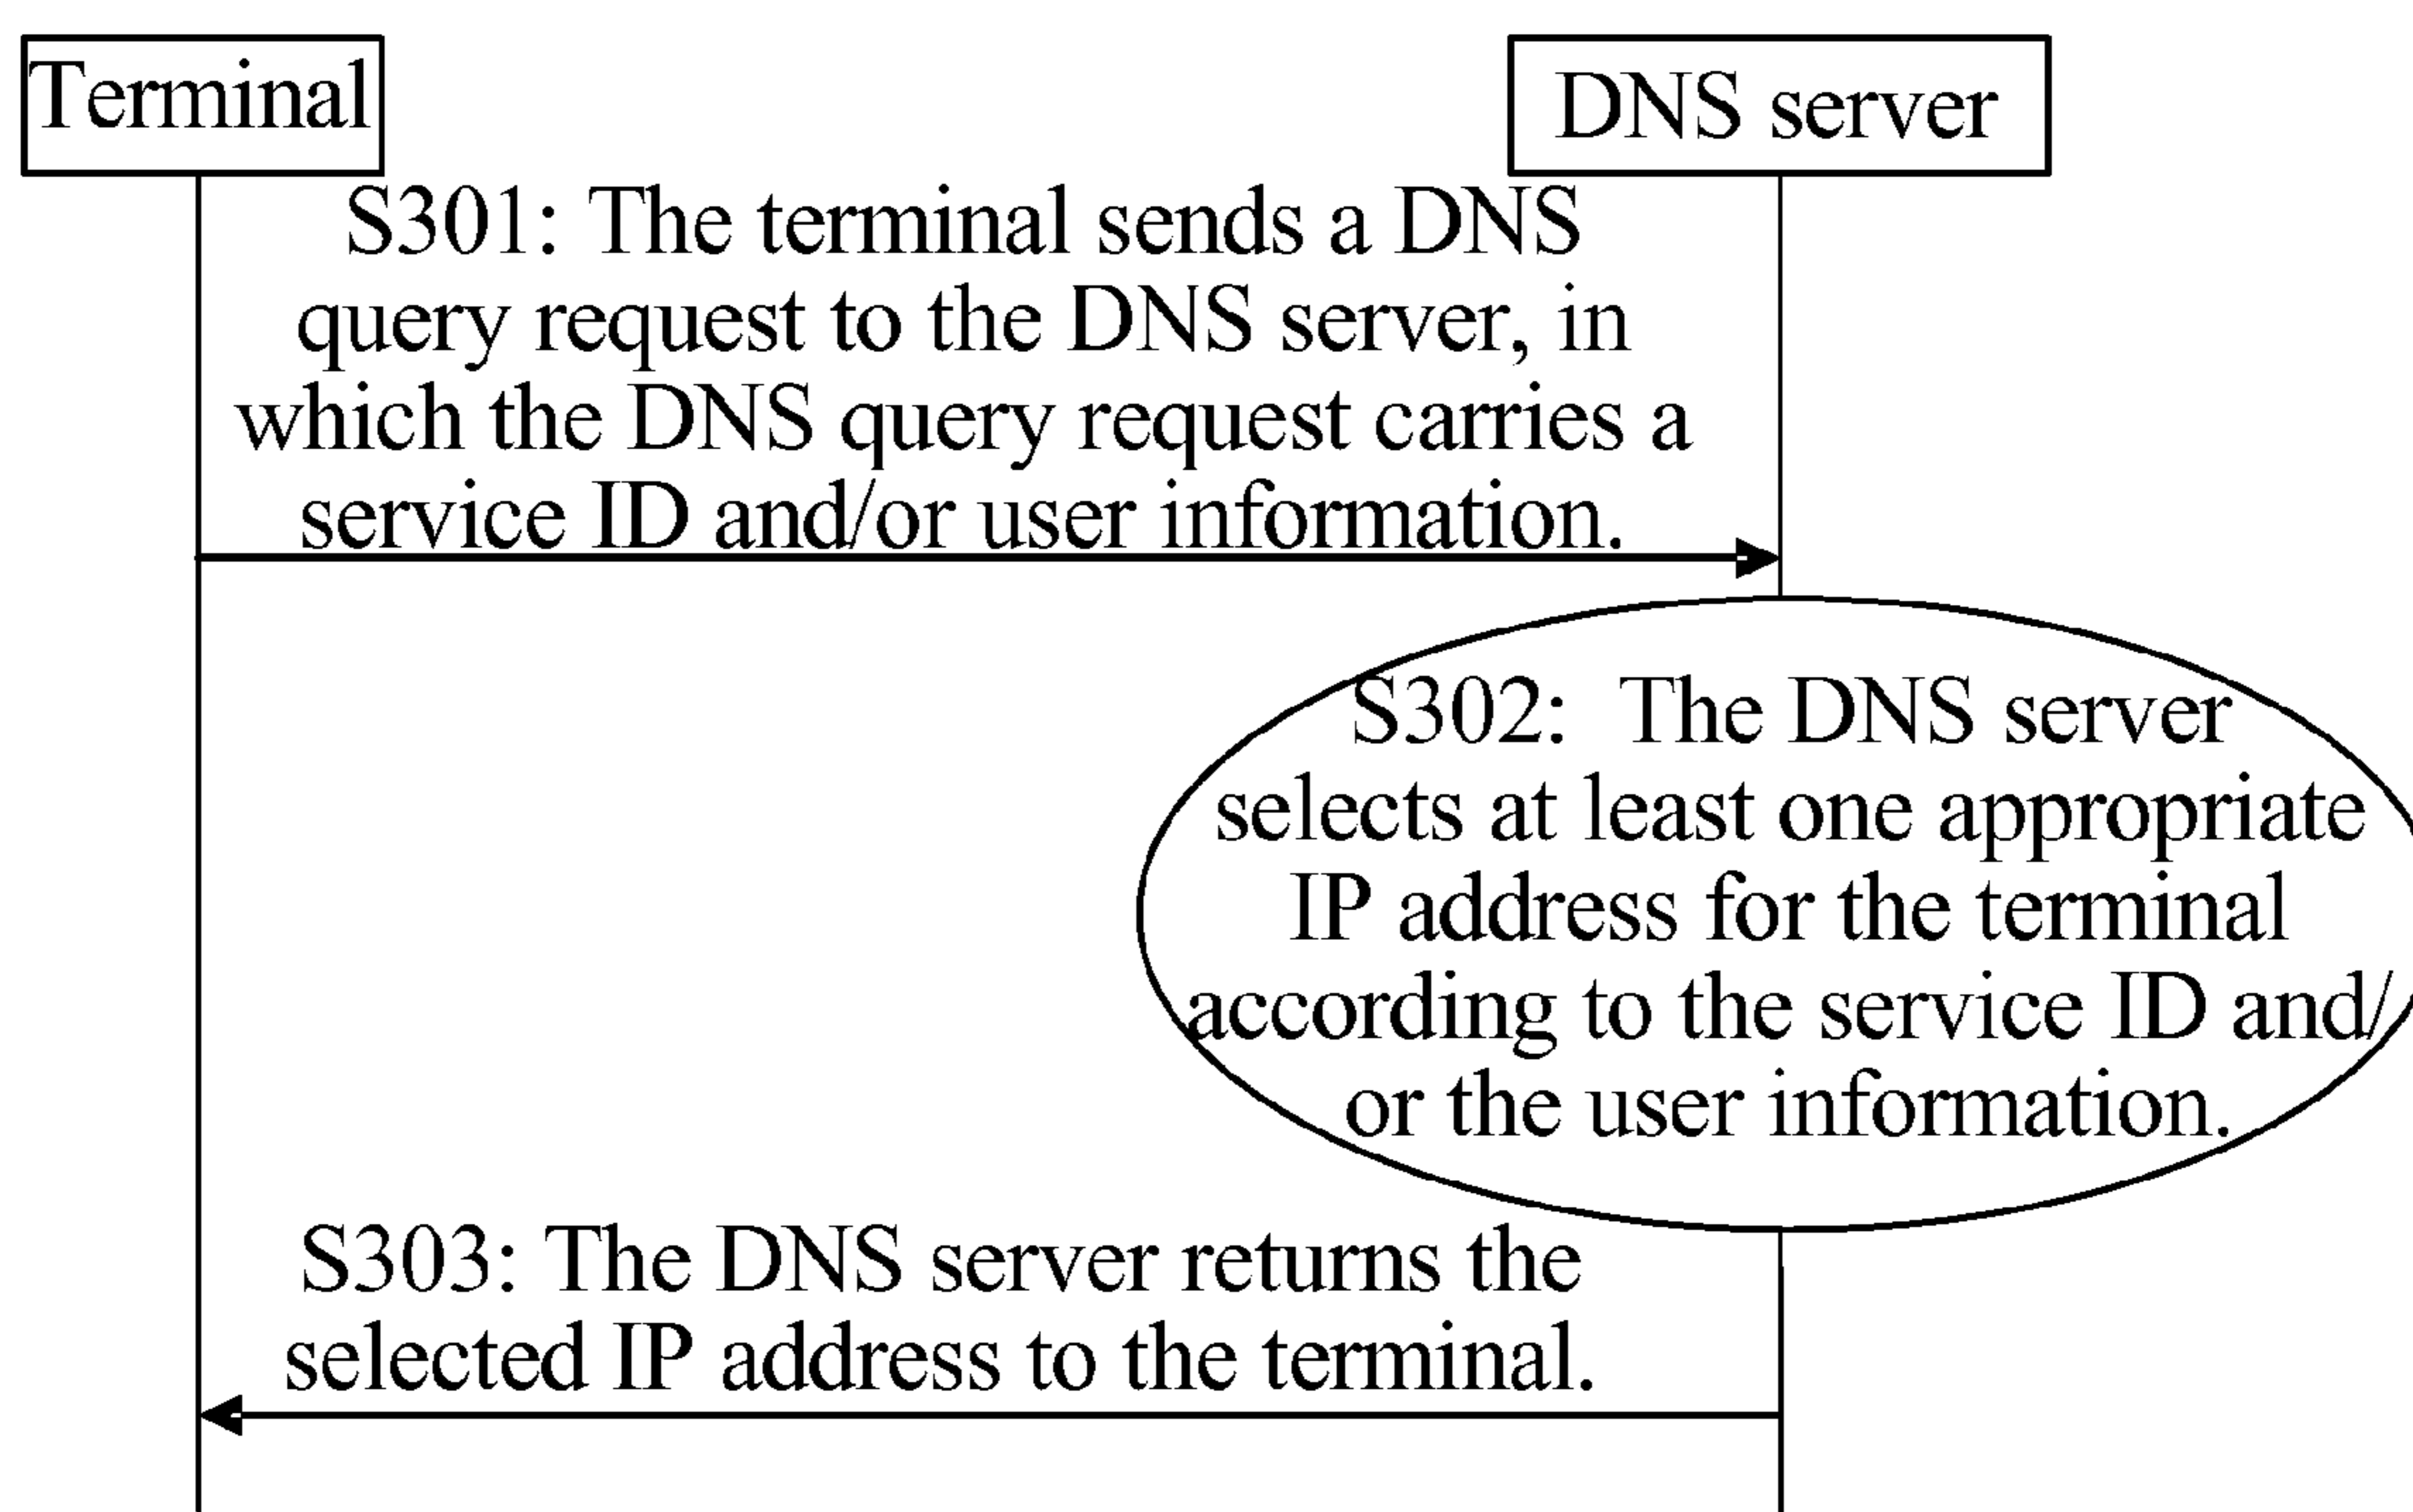 Terminal
DNS server
S301: The terminal sends a DNS
query request to the DNS server, in
which the DNS query request carries a
service ID and/or user information.
S302: The DNS server
selects at least one appropriate
IP address for the terminal
according to the service ID and/
or the user information.
S303: The DNS server returns the
selected IP address to the terminal.